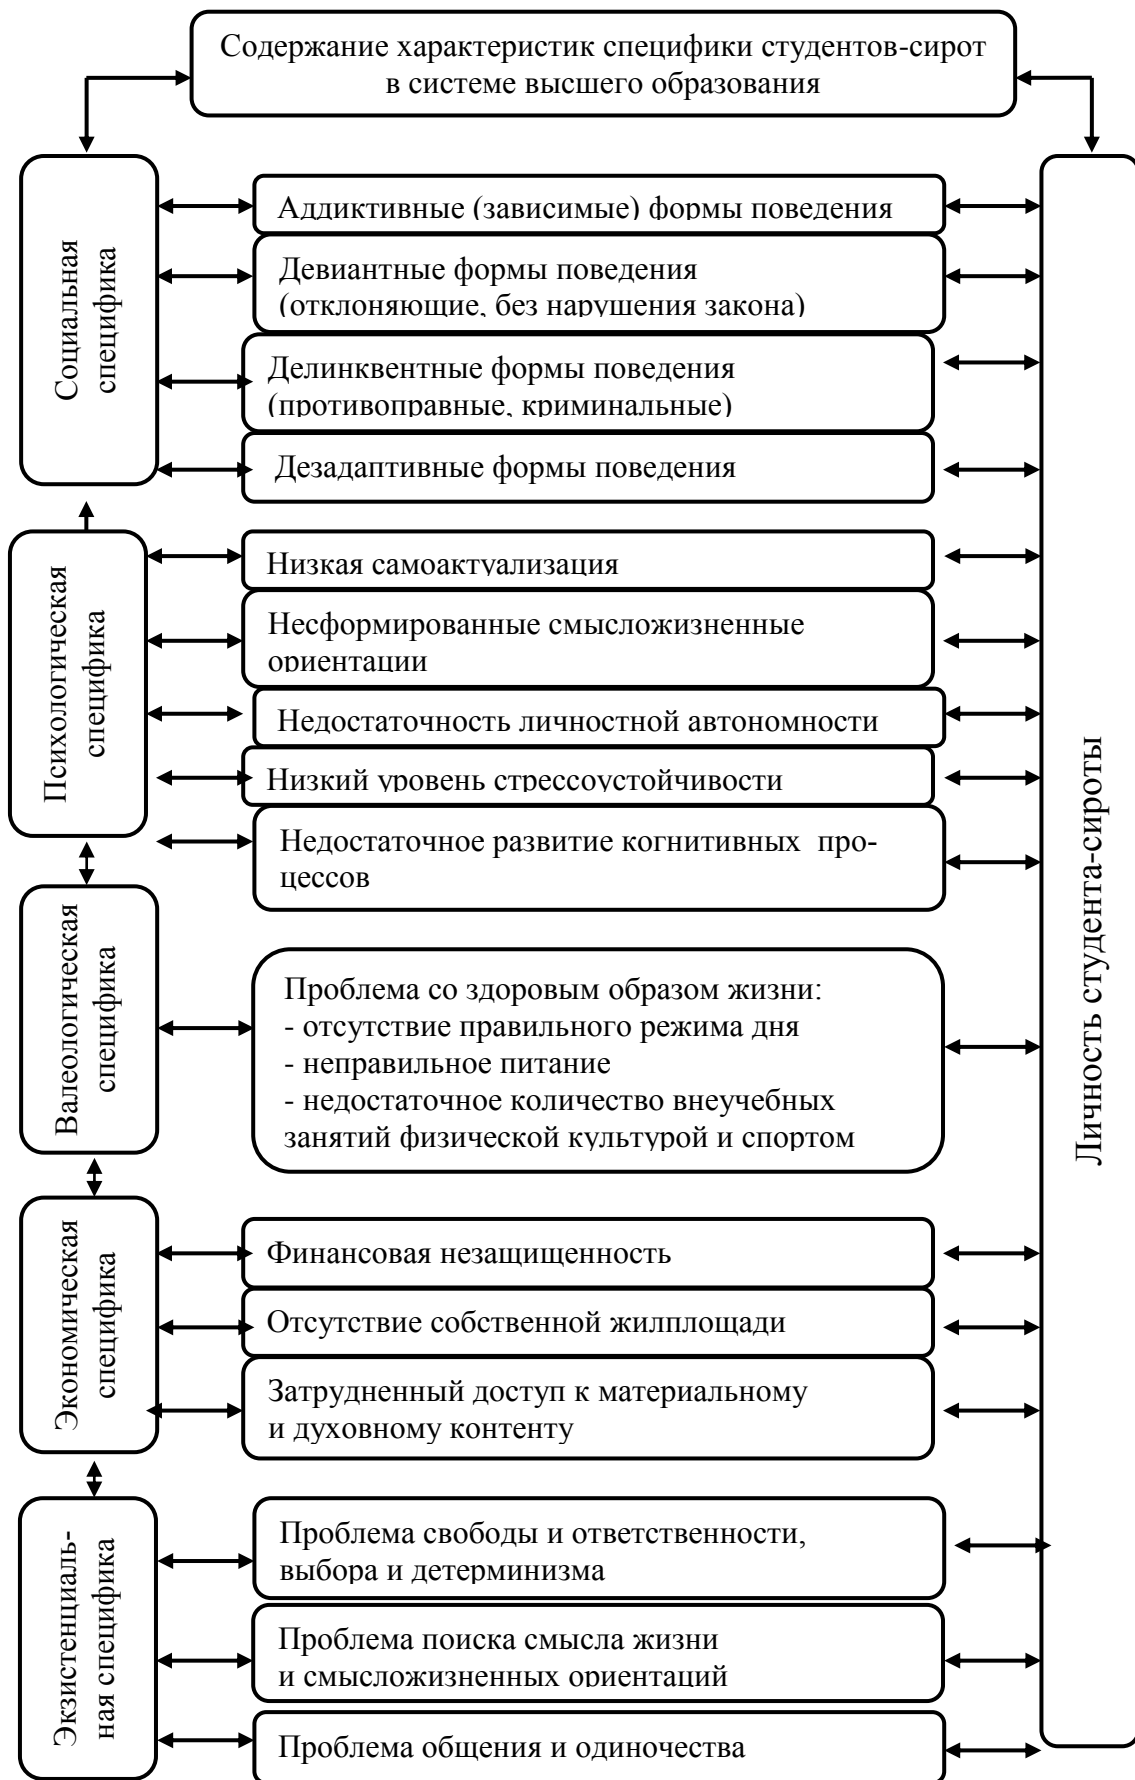 Содержание характеристик специфики студентов-сирот
в системе высшего образования
Социальная
специфика
Аддиктивные (зависимые) формы поведения
Девиантные формы поведения
(отклоняющие, без нарушения закона)
Делинквентные формы поведения
(противоправные, криминальные)
Дезадаптивные формы поведения
Психологическая
специфика
Низкая самоактуализация
Несформированные смысложизненные
ориентации
Недостаточность личностной автономности
Низкий уровень стрессоустойчивости
Недостаточное развитие когнитивных про-
цессов
Валеологическая
специфика
Проблема со здоровым образом жизни:
- отсутствие правильного режима дня
- неправильное питание
- недостаточное количество внеучебных
занятий физической культурой и спортом
Экономическая
специфика
Финансовая незащищенность
Отсутствие собственной жилплощади
Затрудненный доступ к материальному
и духовному контенту
Экзистенциаль-
ная специфика
Проблема свободы и ответственности,
выбора и детерминизма
Проблема поиска смысла жизни
и смысложизненных ориентаций
Проблема общения и одиночества
Личность студента-сироты